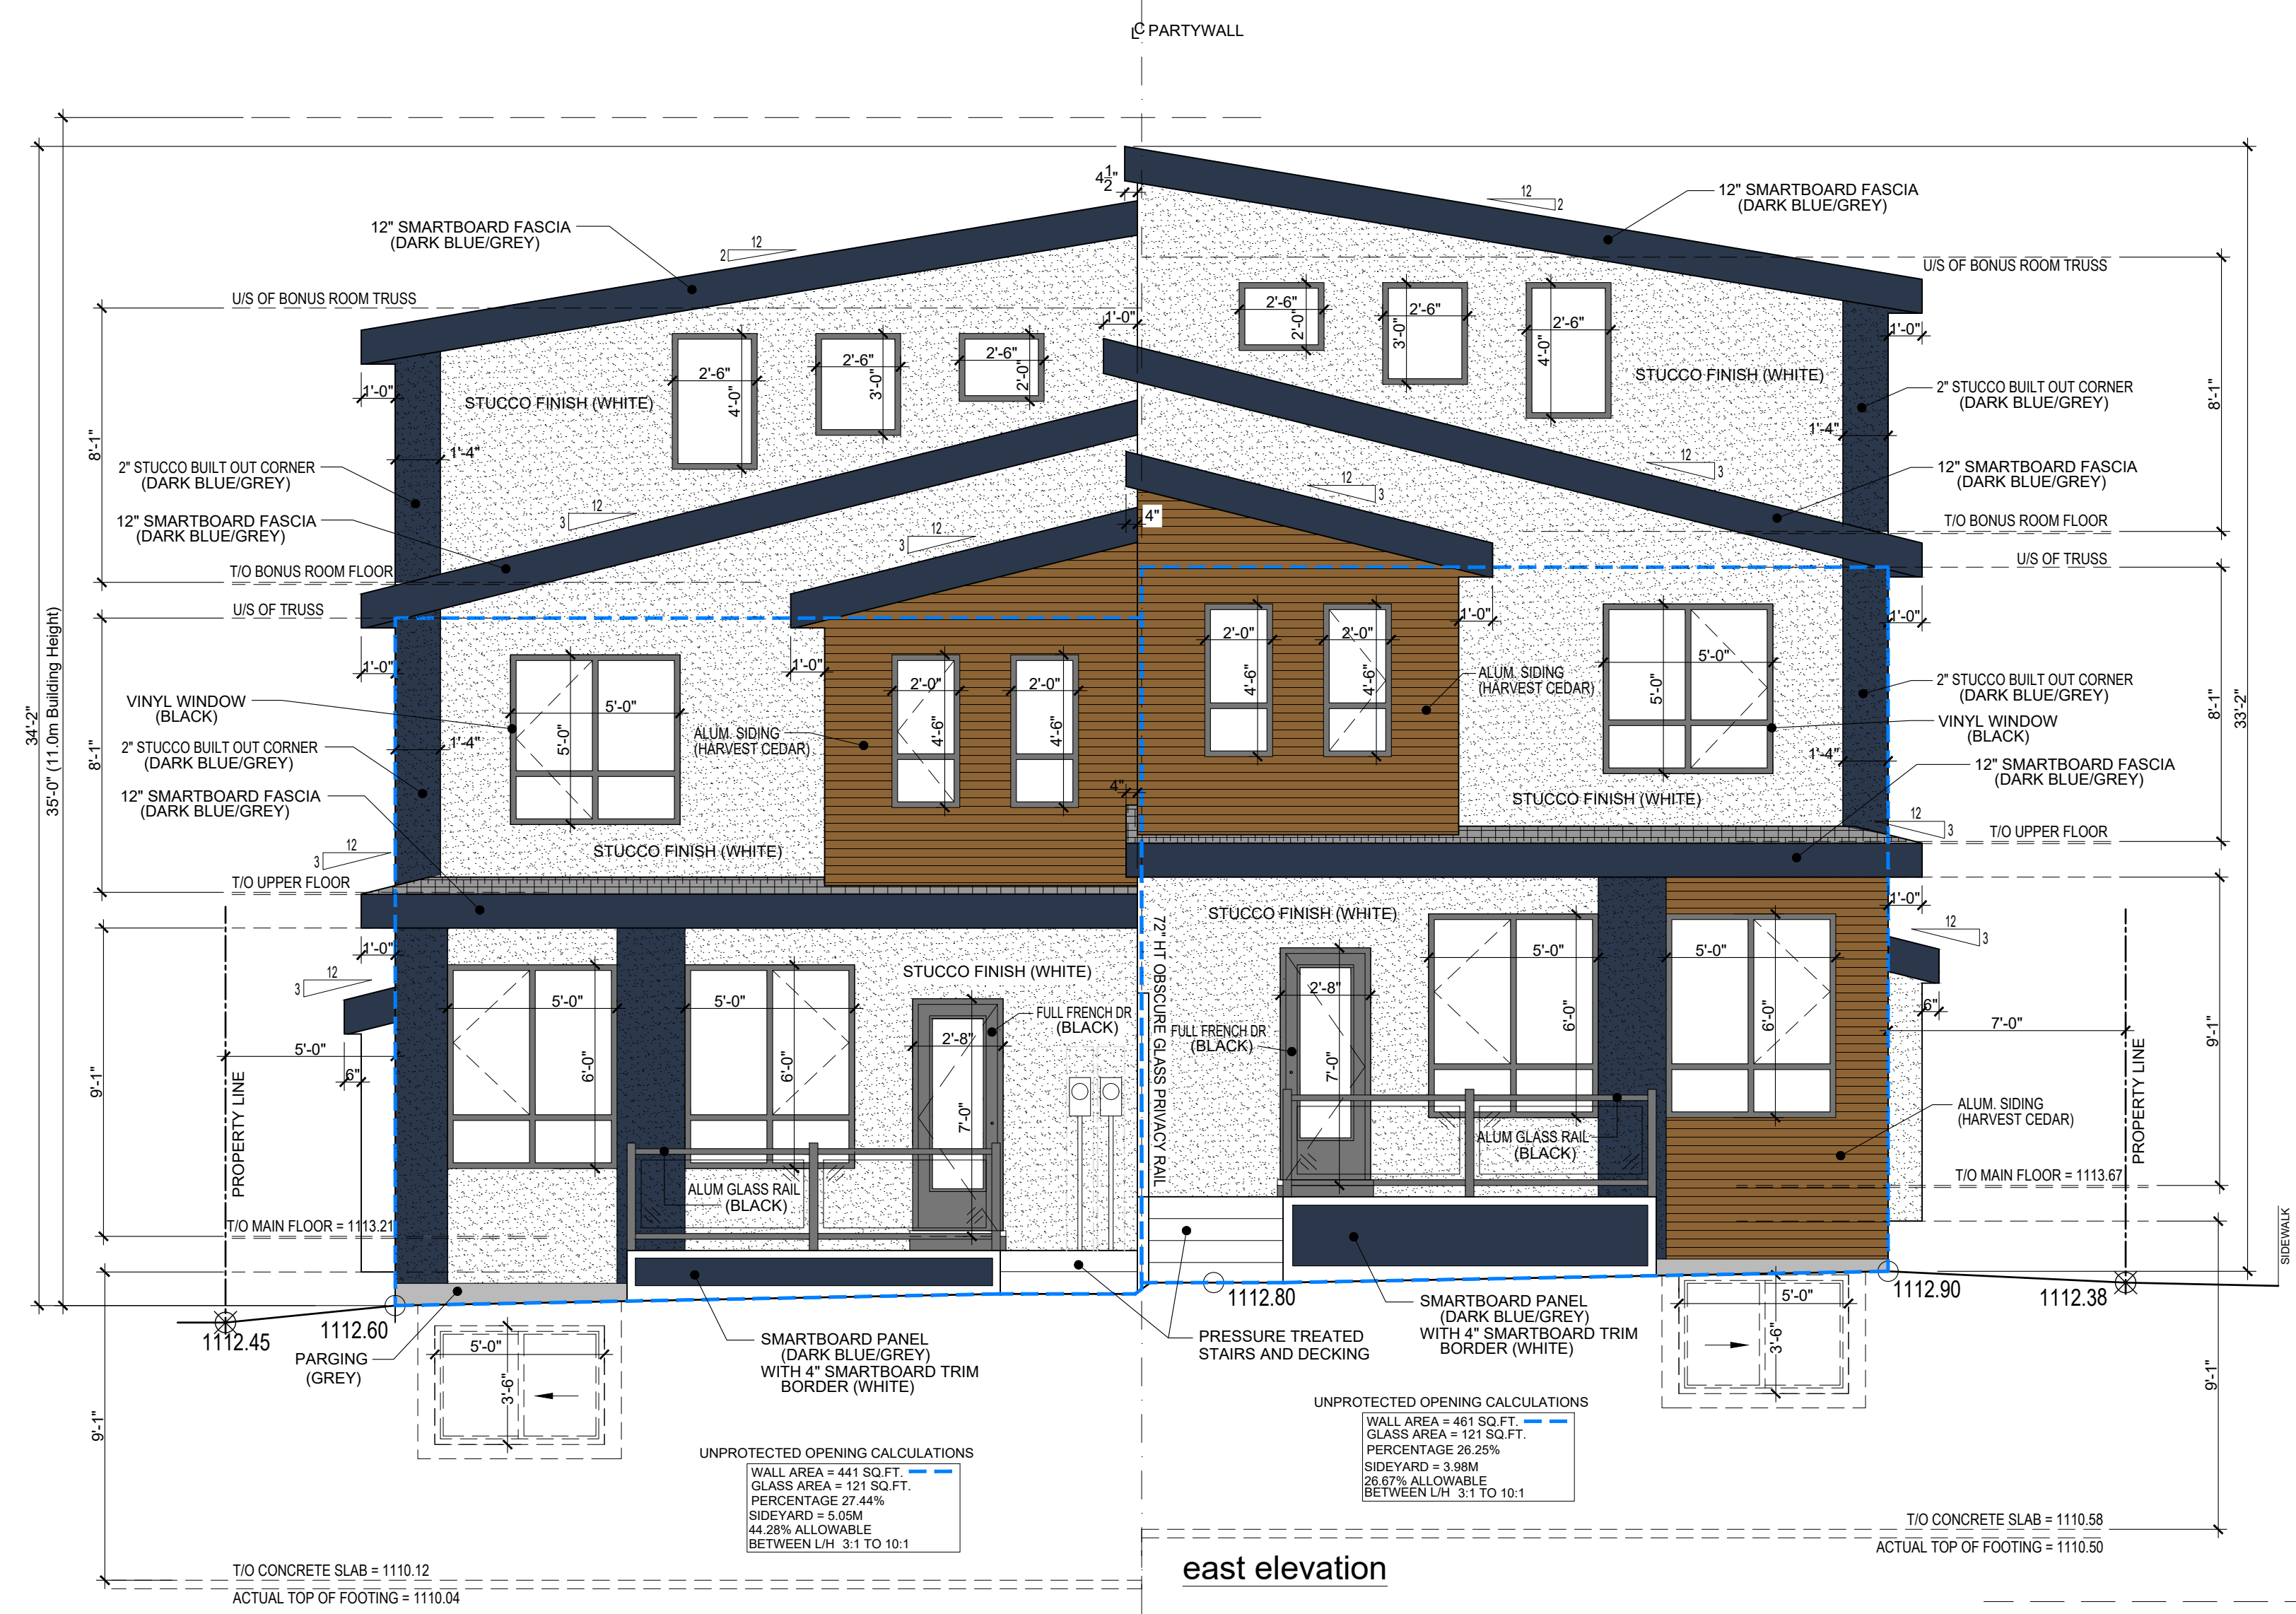 ℄ PARTYWALL
4 1/2"
12
2
12" SMARTBOARD FASCIA
(DARK BLUE/GREY)
12" SMARTBOARD FASCIA
(DARK BLUE/GREY)
12
2
U/S OF BONUS ROOM TRUSS
U/S OF BONUS ROOM TRUSS
2'-6"
4'-0"
2'-6"
3'-0"
2'-6"
2'-0"
1'-0"
2'-6"
2'-0"
2'-6"
3'-0"
2'-6"
4'-0"
1'-0"
1'-0"
STUCCO FINISH (WHITE)
STUCCO FINISH (WHITE)
2" STUCCO BUILT OUT CORNER
(DARK BLUE/GREY)
8'-1"
8'-1"
1'-4"
1'-4"
2" STUCCO BUILT OUT CORNER
(DARK BLUE/GREY)
12" SMARTBOARD FASCIA
(DARK BLUE/GREY)
12
3
12
3
12
3
12
3
4"
12" SMARTBOARD FASCIA
(DARK BLUE/GREY)
T/O BONUS ROOM FLOOR
U/S OF TRUSS
T/O BONUS ROOM FLOOR
U/S OF TRUSS
34'-2"
35'-0" (11.0m Building Height)
33'-2"
1'-0"
1'-0"
1'-0"
1'-0"
VINYL WINDOW
(BLACK)
5'-0"
5'-0"
2'-0"
4'-6"
2'-0"
4'-6"
2'-0"
4'-6"
2'-0"
4'-6"
5'-0"
5'-0"
ALUM. SIDING
(HARVEST CEDAR)
ALUM. SIDING
(HARVEST CEDAR)
2" STUCCO BUILT OUT CORNER
(DARK BLUE/GREY)
VINYL WINDOW
(BLACK)
8'-1"
8'-1"
1'-4"
1'-4"
2" STUCCO BUILT OUT CORNER
(DARK BLUE/GREY)
12" SMARTBOARD FASCIA
(DARK BLUE/GREY)
12" SMARTBOARD FASCIA
(DARK BLUE/GREY)
4"
STUCCO FINISH (WHITE)
STUCCO FINISH (WHITE)
12
3
12
3
T/O UPPER FLOOR
T/O UPPER FLOOR
1'-0"
1'-0"
12
3
12
3
STUCCO FINISH (WHITE)
STUCCO FINISH (WHITE)
72" HT OBSCURE GLASS PRIVACY RAIL
5'-0"
6'-0"
5'-0"
6'-0"
2'-8"
7'-0"
FULL FRENCH DR
(BLACK)
FULL FRENCH DR
(BLACK)
2'-8"
7'-0"
5'-0"
6'-0"
5'-0"
6'-0"
5'-0"
6"
6"
7'-0"
9'-1"
9'-1"
PROPERTY LINE
PROPERTY LINE
ALUM. SIDING
(HARVEST CEDAR)
ALUM GLASS RAIL
(BLACK)
ALUM GLASS RAIL
(BLACK)
T/O MAIN FLOOR = 1113.21
T/O MAIN FLOOR = 1113.67
SIDEWALK
1112.45
1112.60
1112.80
1112.90
1112.38
PARGING
(GREY)
5'-0"
3'-6"
SMARTBOARD PANEL
(DARK BLUE/GREY)
WITH 4" SMARTBOARD TRIM
BORDER (WHITE)
PRESSURE TREATED
STAIRS AND DECKING
SMARTBOARD PANEL
(DARK BLUE/GREY)
WITH 4" SMARTBOARD TRIM
BORDER (WHITE)
5'-0"
3'-6"
9'-1"
9'-1"
UNPROTECTED OPENING CALCULATIONS
WALL AREA = 441 SQ.FT.
GLASS AREA = 121 SQ.FT.
PERCENTAGE 27.44%
SIDEYARD = 5.05M
44.28% ALLOWABLE
BETWEEN L/H 3:1 TO 10:1
UNPROTECTED OPENING CALCULATIONS
WALL AREA = 461 SQ.FT.
GLASS AREA = 121 SQ.FT.
PERCENTAGE 26.25%
SIDEYARD = 3.98M
26.67% ALLOWABLE
BETWEEN L/H 3:1 TO 10:1
T/O CONCRETE SLAB = 1110.12
ACTUAL TOP OF FOOTING = 1110.04
T/O CONCRETE SLAB = 1110.58
ACTUAL TOP OF FOOTING = 1110.50
east elevation